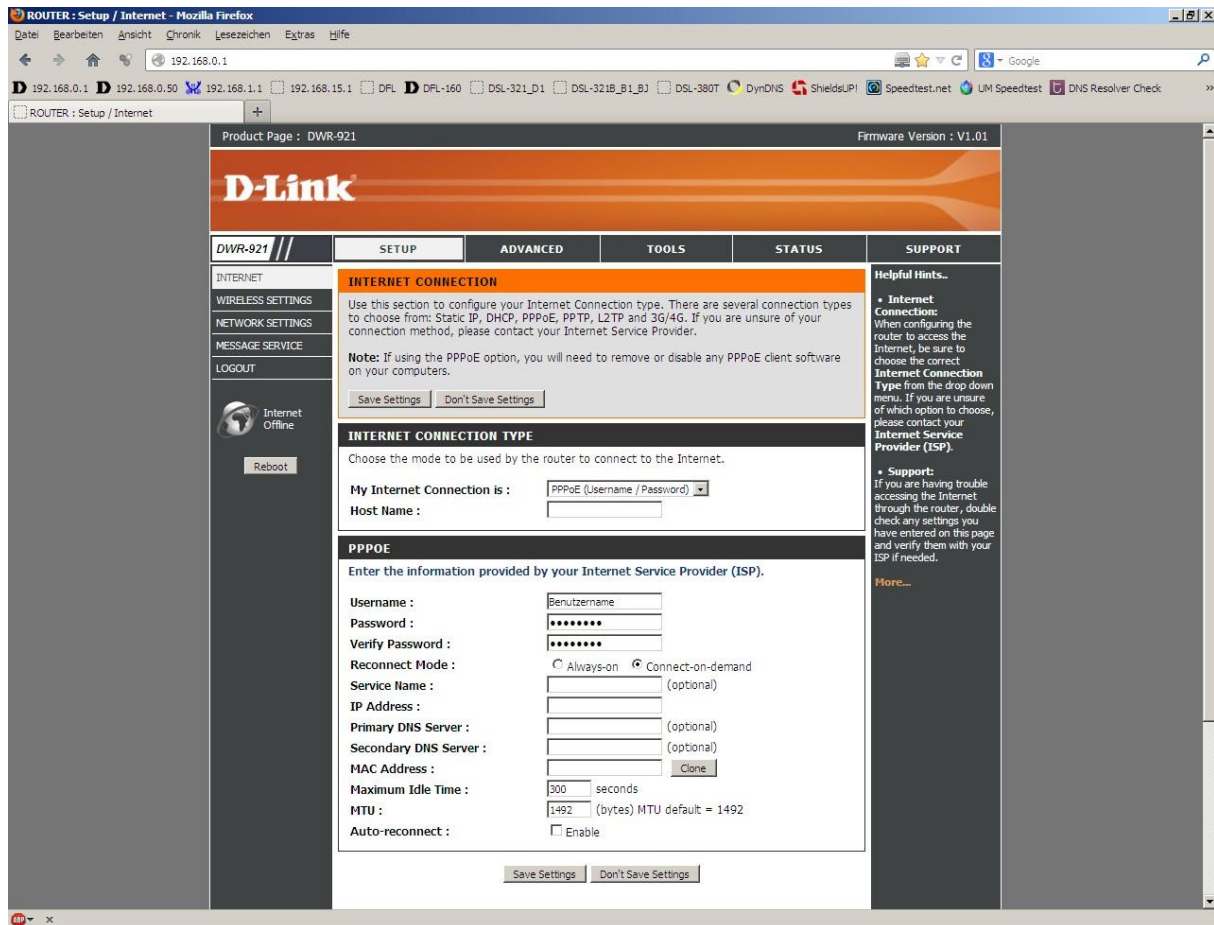 ROUTER : Setup / Internet - Mozilla Firefox
Datei Bearbeiten Ansicht Chronik Lesezeichen Extras Hilfe
192.168.0.1
Google
192.168.0.1 192.168.0.50 192.168.1.1 192.168.15.1 DFL DFL-160 DSL-321_D1 DSL-321B_B1_BJ DSL-380T DynDNS ShieldsUP! Speedtest.net UM Speedtest DNS Resolver Check »
ROUTER : Setup / Internet +
Product Page : DWR-921 Firmware Version : V1.01
D-Link
DWR-921 SETUP ADVANCED TOOLS STATUS SUPPORT
INTERNET
WIRELESS SETTINGS
NETWORK SETTINGS
MESSAGE SERVICE
LOGOUT
Internet
Offline
Reboot
INTERNET CONNECTION
Use this section to configure your Internet Connection type. There are several connection types
to choose from: Static IP, DHCP, PPPoE, PPTP, L2TP and 3G/4G. If you are unsure of your
connection method, please contact your Internet Service Provider.
Note: If using the PPPoE option, you will need to remove or disable any PPPoE client software
on your computers.
Save Settings Don't Save Settings
INTERNET CONNECTION TYPE
Choose the mode to be used by the router to connect to the Internet.
My Internet Connection is : PPPoE (Username / Password)
Host Name :
PPPOE
Enter the information provided by your Internet Service Provider (ISP).
Username : Benutzername
Password : ••••••••
Verify Password : ••••••••
Reconnect Mode : Always-on Connect-on-demand
Service Name : (optional)
IP Address :
Primary DNS Server : (optional)
Secondary DNS Server : (optional)
MAC Address : Clone
Maximum Idle Time : 300 seconds
MTU : 1492 (bytes) MTU default = 1492
Auto-reconnect : Enable
Save Settings Don't Save Settings
Helpful Hints..
• Internet
Connection:
When configuring the
router to access the
Internet, be sure to
choose the correct
Internet Connection
Type from the drop down
menu. If you are unsure
of which option to choose,
please contact your
Internet Service
Provider (ISP).
• Support:
If you are having trouble
accessing the Internet
through the router, double
check any settings you
have entered on this page
and verify them with your
ISP if needed.
More...
ABP x